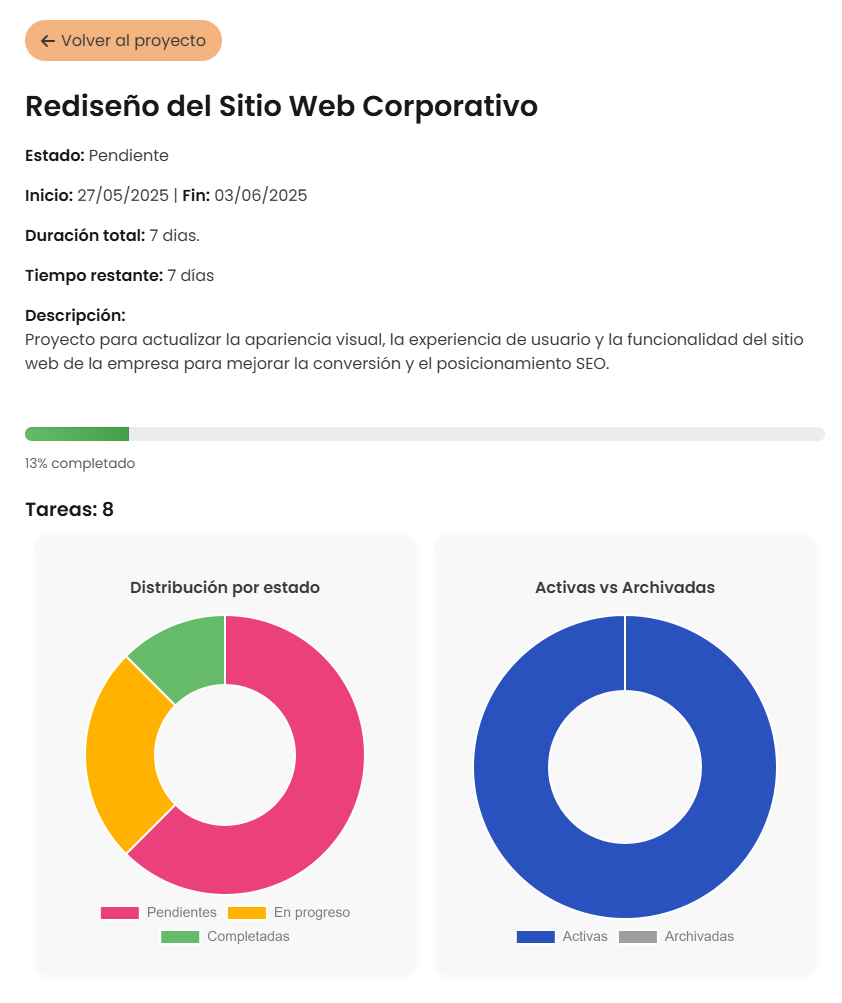 ← Volver al proyecto
Rediseño del Sitio Web Corporativo
Estado: Pendiente
Inicio: 27/05/2025 | Fin: 03/06/2025
Duración total: 7 dias.
Tiempo restante: 7 días
Descripción:
Proyecto para actualizar la apariencia visual, la experiencia de usuario y la funcionalidad del sitio
web de la empresa para mejorar la conversión y el posicionamiento SEO.
13% completado
Tareas: 8
Distribución por estado
Pendientes En progreso
Completadas
Activas vs Archivadas
Activas Archivadas